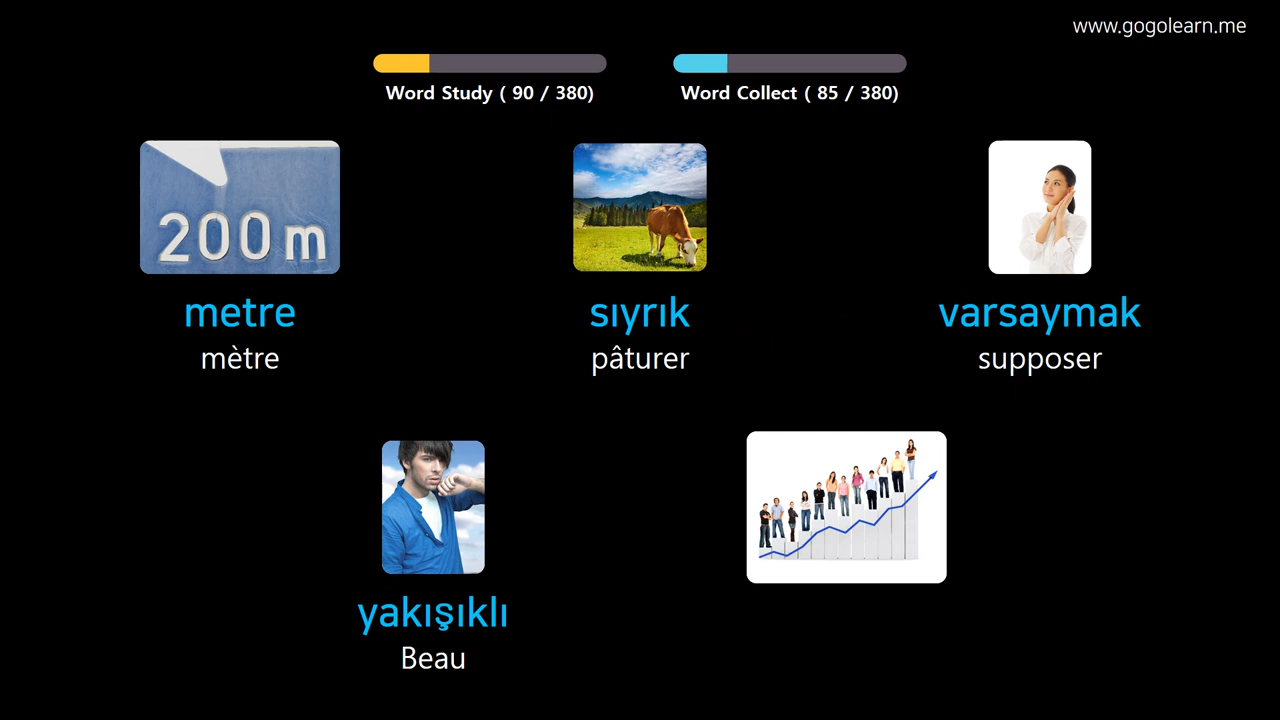 www.gogolearn.me
Word Study ( 90 / 380)
Word Collect ( 85 / 380)
200m
metre
mètre
sıyrık
pâturer
varsaymak
supposer
yakışıklı
Beau